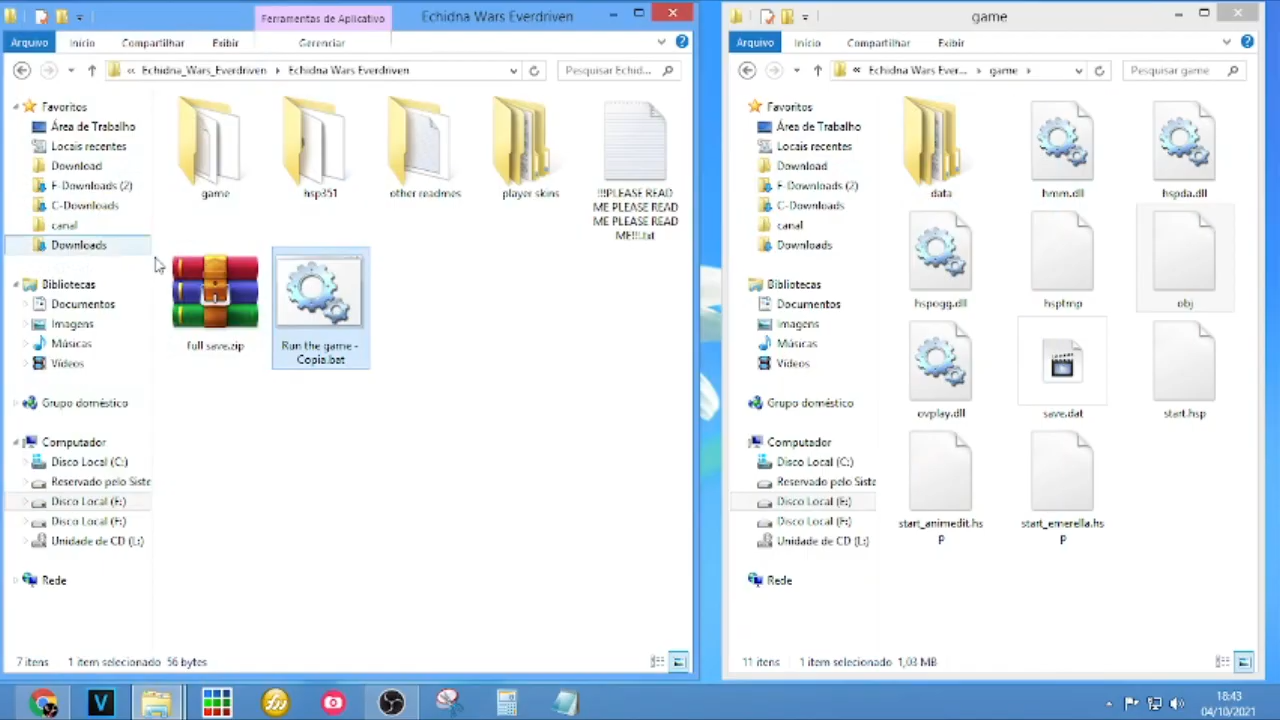 Ferramentas de Aplicativo
Echidna Wars Everdriven
Arquivo Início Compartilhar Exibir Gerenciar
« Echidna_Wars_Everdriven › Echidna Wars Everdriven
Pesquisar Echid...
Favoritos
Área de Trabalho
Locais recentes
Download
F-Downloads (2)
C-Downloads
canal
Downloads
Bibliotecas
Documentos
Imagens
Músicas
Vídeos
Grupo doméstico
Computador
Disco Local (C:)
Reservado pelo Siste
Disco Local (E:)
Disco Local (F:)
Unidade de CD (L:)
Rede
game
hsp351
other readmes
player skins
!!!PLEASE READ
ME PLEASE READ
ME PLEASE READ
ME!!!.txt
full save.zip
Run the game -
Copia.bat
7 itens 1 item selecionado 56 bytes
game
Arquivo Início Compartilhar Exibir
« Echidna Wars Ever... › game ›
Pesquisar game
Favoritos
Área de Trabalho
Locais recentes
Download
F-Downloads (2)
C-Downloads
canal
Downloads
Bibliotecas
Documentos
Imagens
Músicas
Vídeos
Grupo doméstico
Computador
Disco Local (C:)
Reservado pelo Siste
Disco Local (E:)
Disco Local (F:)
Unidade de CD (L:)
Rede
data
hmm.dll
hspda.dll
hspogg.dll
hsptmp
obj
ovplay.dll
save.dat
start.hsp
start_animedit.hs
p
start_emerella.hs
p
11 itens 1 item selecionado 1,03 MB
18:43
04/10/2021